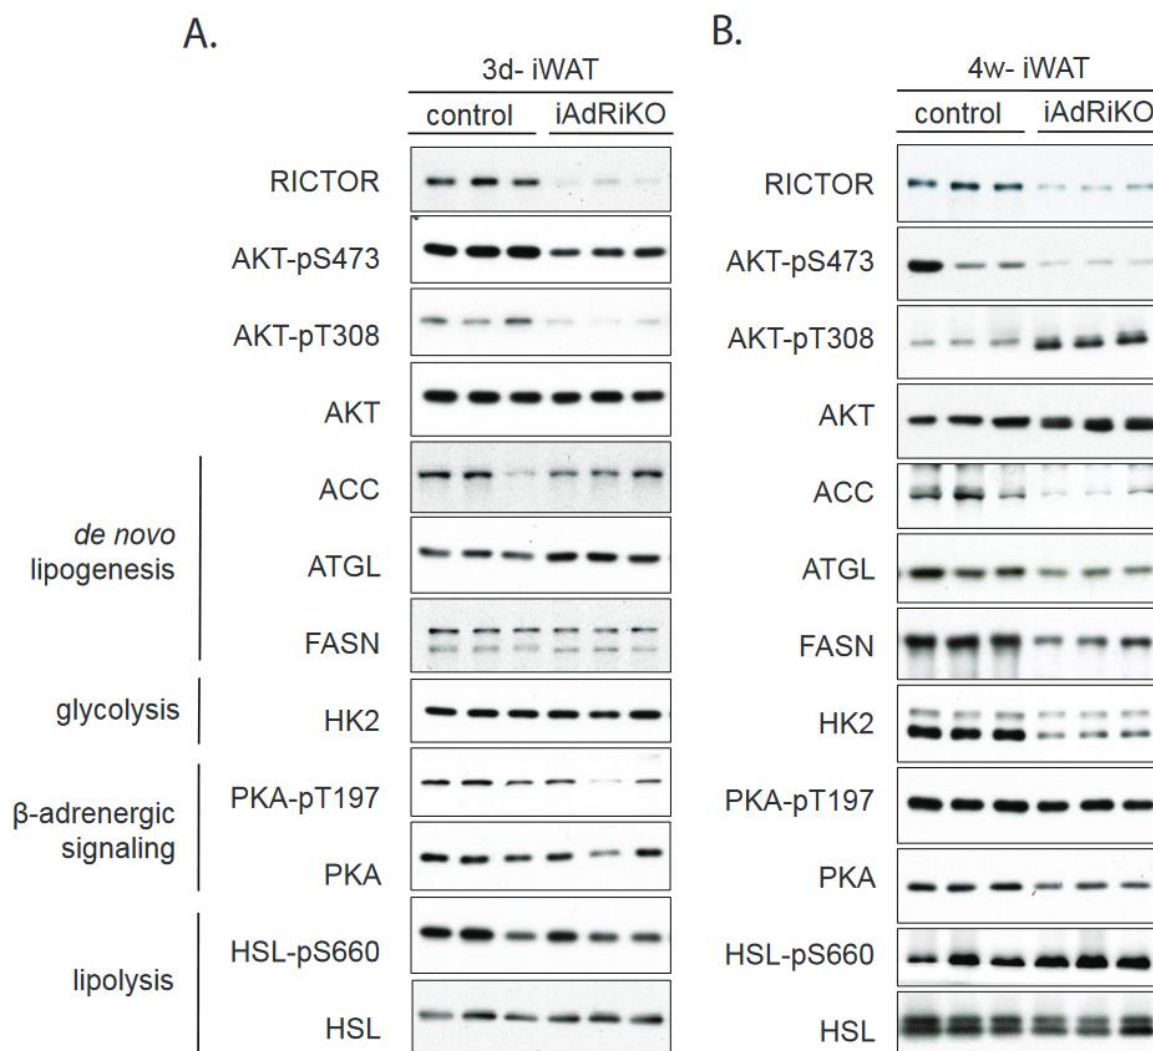 A.
3d- iWAT
control iAdRiKO
RICTOR
AKT-pS473
AKT-pT308
AKT
de novo
lipogenesis
ACC
ATGL
FASN
glycolysis
HK2
β-adrenergic
signaling
PKA-pT197
PKA
lipolysis
HSL-pS660
HSL
B.
4w- iWAT
control iAdRiKO
RICTOR
AKT-pS473
AKT-pT308
AKT
ACC
ATGL
FASN
HK2
PKA-pT197
PKA
HSL-pS660
HSL